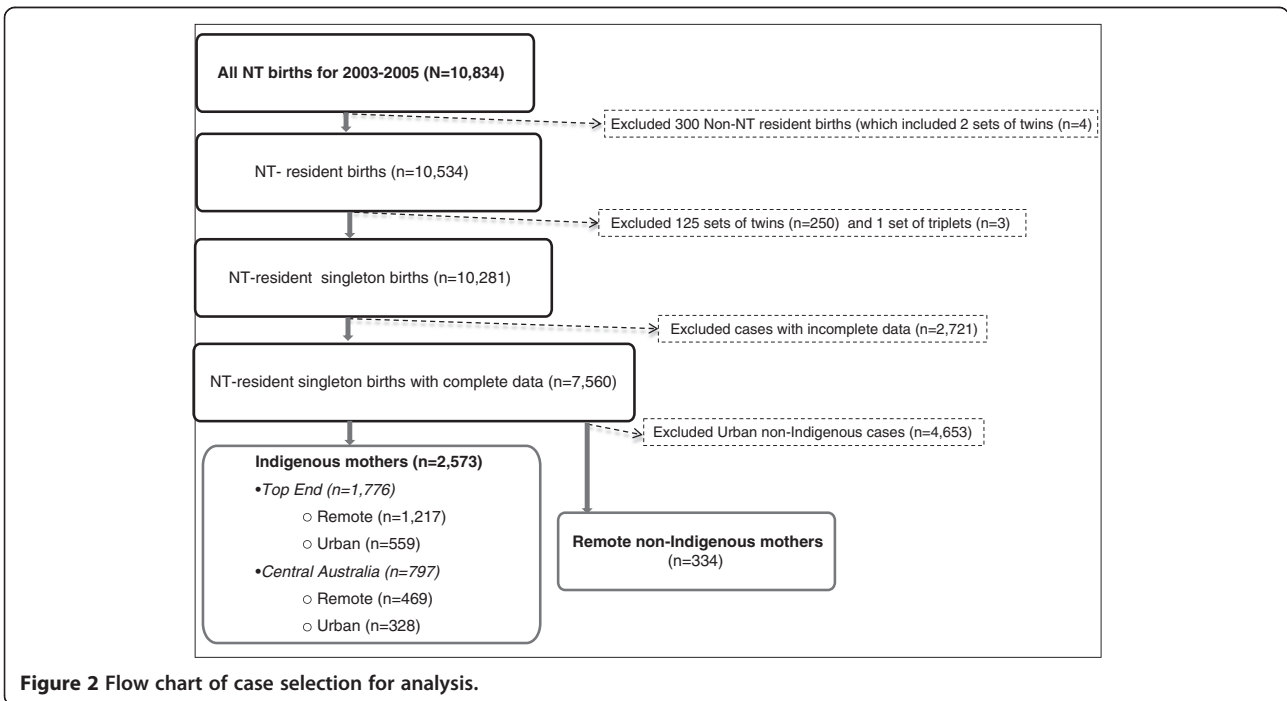 All NT births for 2003-2005 (N=10,834)
Excluded 300 Non-NT resident births (which included 2 sets of twins (n=4)
NT- resident births (n=10,534)
Excluded 125 sets of twins (n=250) and 1 set of triplets (n=3)
NT-resident singleton births (n=10,281)
Excluded cases with incomplete data (n=2,721)
NT-resident singleton births with complete data (n=7,560)
Excluded Urban non-Indigenous cases (n=4,653)
Indigenous mothers (n=2,573)
•Top End (n=1,776)
○ Remote (n=1,217)
○ Urban (n=559)
•Central Australia (n=797)
○ Remote (n=469)
○ Urban (n=328)
Remote non-Indigenous mothers
(n=334)
Figure 2 Flow chart of case selection for analysis.